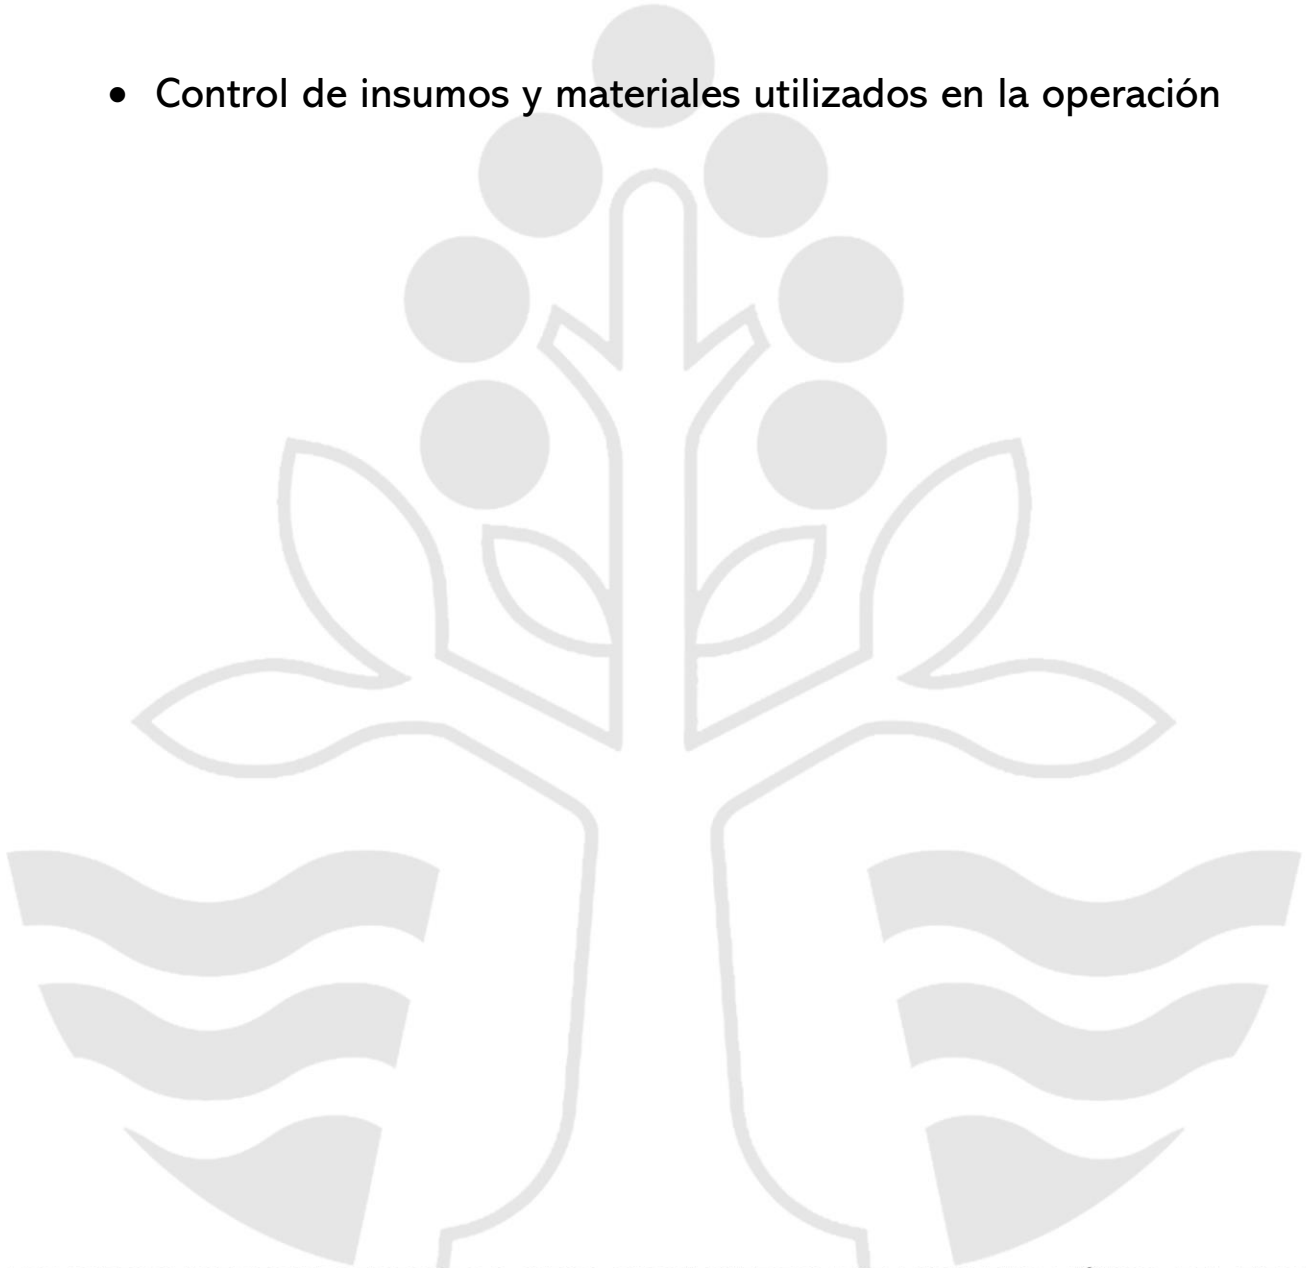 • Control de insumos y materiales utilizados en la operación